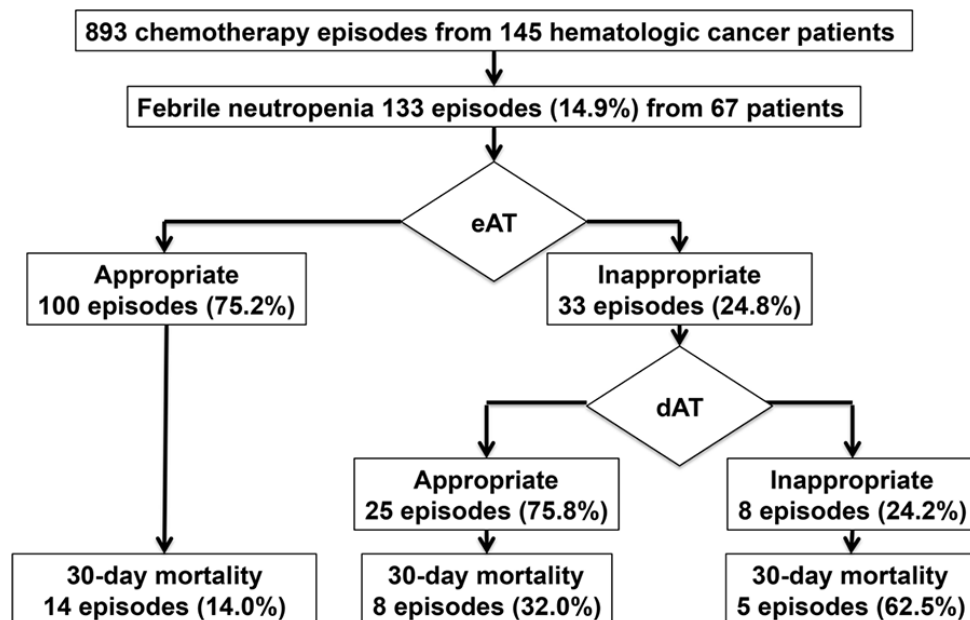 893 chemotherapy episodes from 145 hematologic cancer patients
Febrile neutropenia 133 episodes (14.9%) from 67 patients
eAT
Appropriate
100 episodes (75.2%)
Inappropriate
33 episodes (24.8%)
dAT
Appropriate
25 episodes (75.8%)
Inappropriate
8 episodes (24.2%)
30-day mortality
14 episodes (14.0%)
30-day mortality
8 episodes (32.0%)
30-day mortality
5 episodes (62.5%)